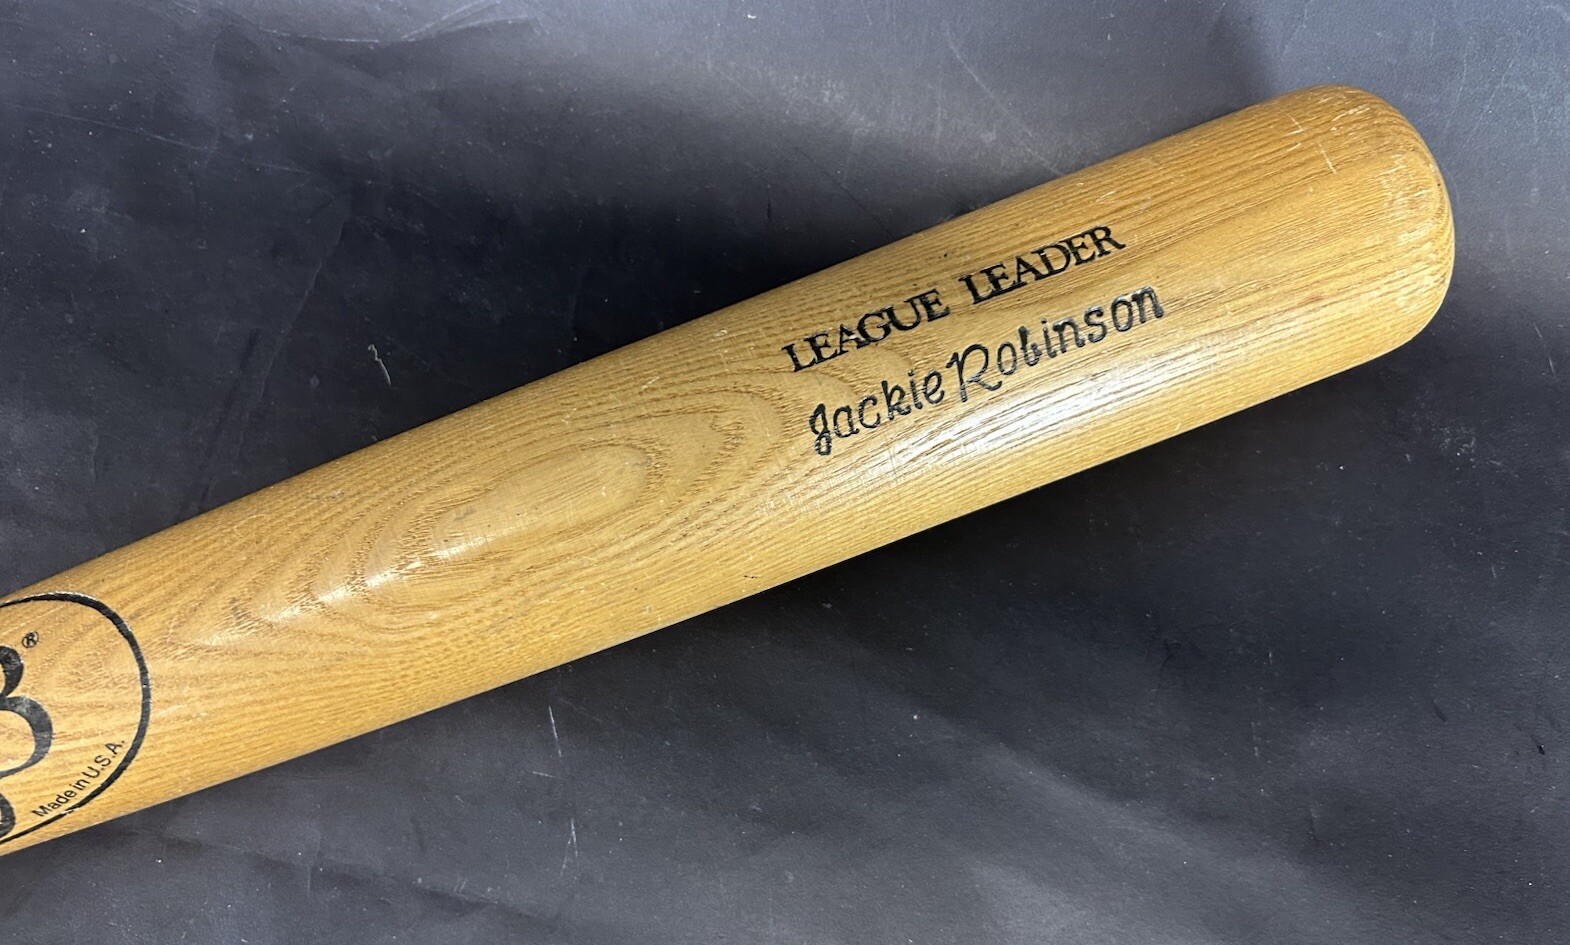 LEAGUE LEADER
Jackie Robinson
B®
Made in U.S.A.